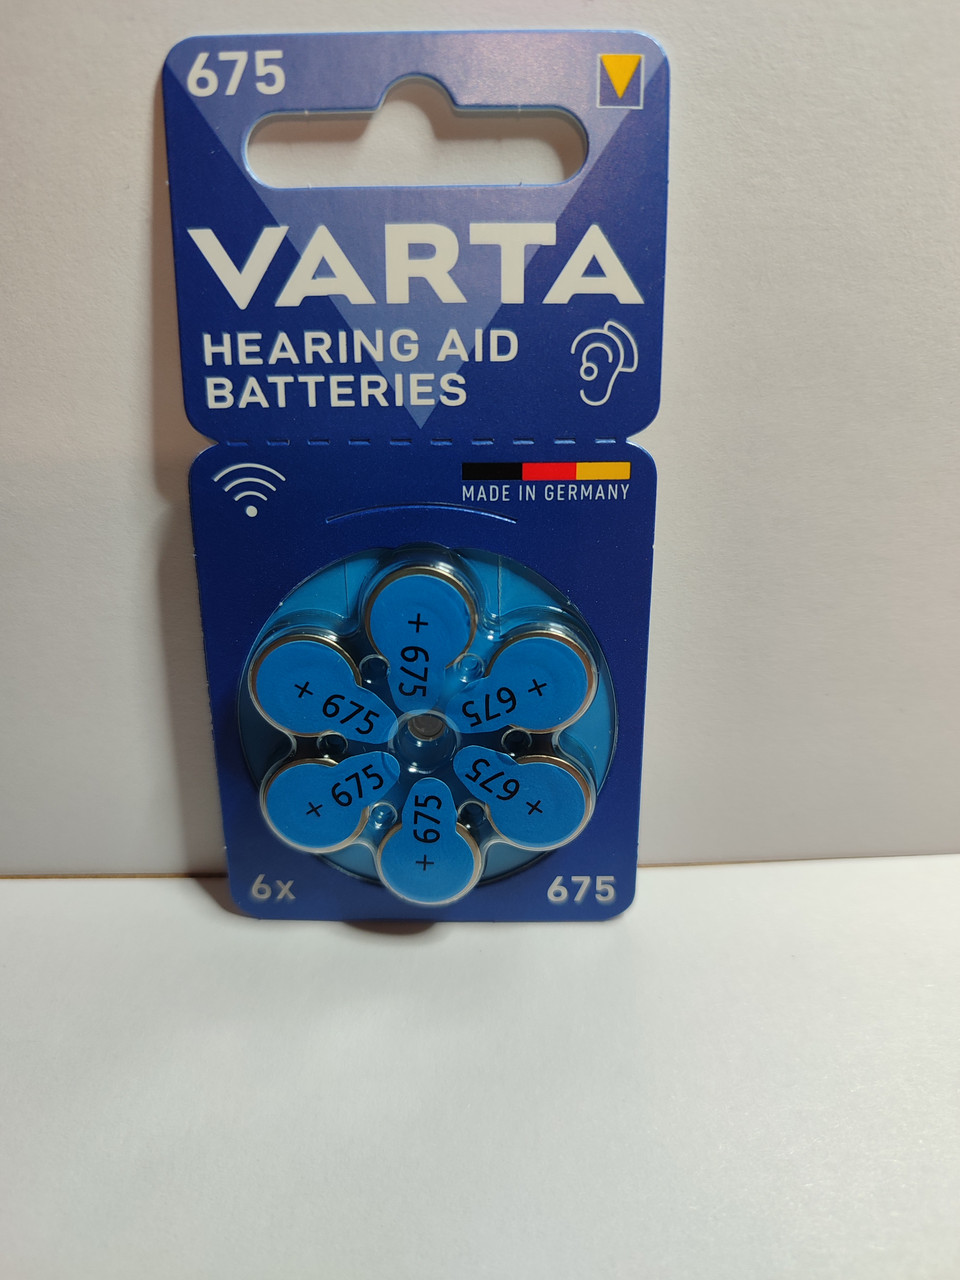 675
VARTA
HEARING AID
BATTERIES
MADE IN GERMANY
+ 675
+ 675
+ 675
+ 675
+ 675
+ 675
6x
675